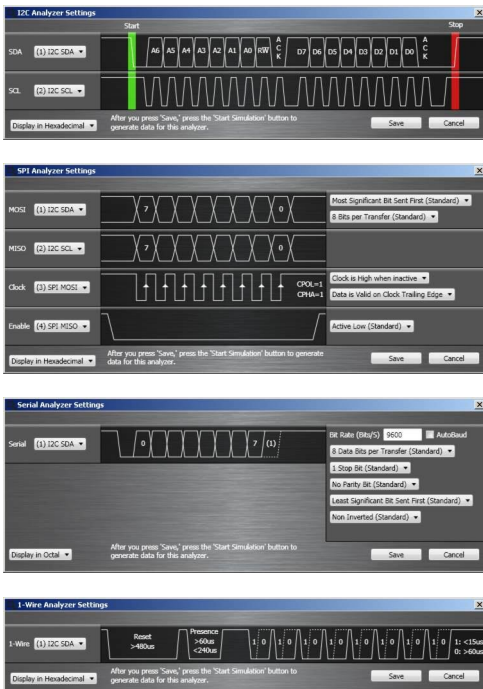 I2C Analyzer Settings
X
Start
Stop
SDA (1) I2C SDA
A6 A5 A4 A3 A2 A1 A0 RW ACK D7 D6 D5 D4 D3 D2 D1 D0 ACK
SCL (2) I2C SCL
Display in Hexadecimal
After you press 'Save,' press the 'Start Simulation' button to
generate data for this analyzer.
Save Cancel
SPI Analyzer Settings
X
MOSI (1) I2C SDA
7 0
Most Significant Bit Sent First (Standard)
8 Bits per Transfer (Standard)
MISO (2) I2C SCL
7 0
Clock (3) SPI MOSI
CPOL=1
CPHA=1
Clock is High when inactive
Data is Valid on Clock Trailing Edge
Enable (4) SPI MISO
Active Low (Standard)
Display in Hexadecimal
After you press 'Save,' press the 'Start Simulation' button to generate
data for this analyzer.
Save Cancel
Serial Analyzer Settings
X
Serial (1) I2C SDA
0 7 (1)
Bit Rate (Bits/S) 9600 AutoBaud
8 Data Bits per Transfer (Standard)
1 Stop Bit (Standard)
No Parity Bit (Standard)
Least Significant Bit Sent First (Standard)
Non Inverted (Standard)
Display in Octal
After you press 'Save,' press the 'Start Simulation' button to
generate data for this analyzer.
Save Cancel
1-Wire Analyzer Settings
X
1-Wire (1) I2C SDA
Reset
>480us
Presence
>60us
<240us
1 0 1 0 1 0 1 0 1 0 1 0 1 0 1 0
1: <15us
0: >60us
Display in Hexadecimal
After you press 'Save,' press the 'Start Simulation' button to
generate data for this analyzer.
Save Cancel